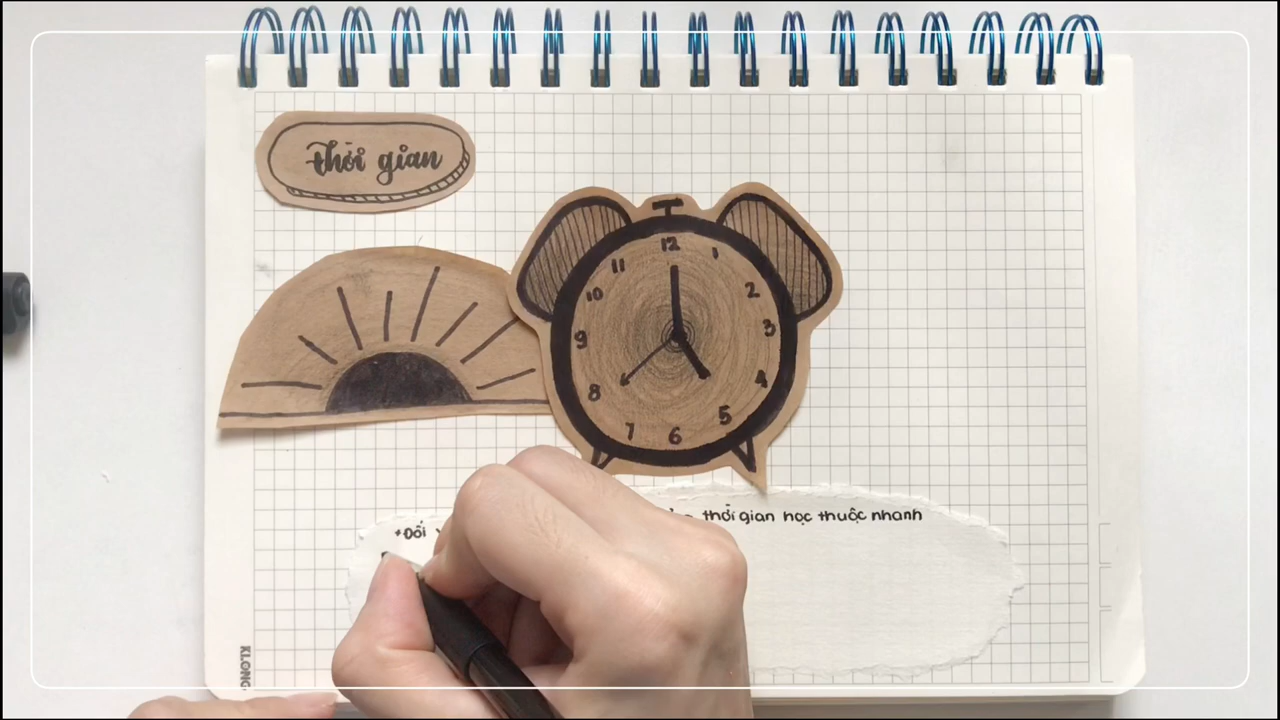 thời gian
12
11 1
10 2
9 3
8 4
7 5
6
*Đối
thời gian học thuộc nhanh
KLONG